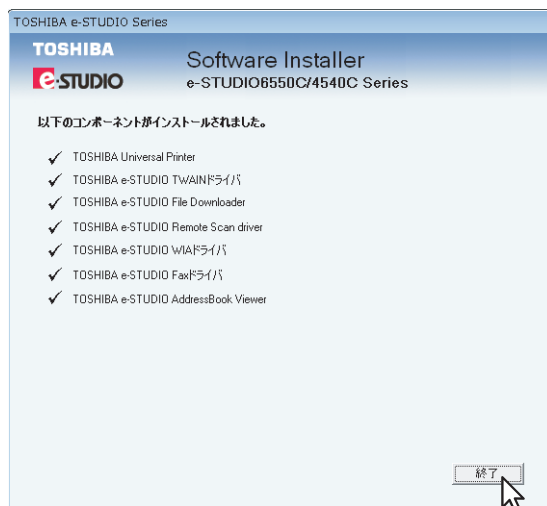 TOSHIBA e-STUDIO Series
TOSHIBA
e-STUDIO
Software Installer
e-STUDIO6550C/4540C Series
以下のコンポーネントがインストールされました。
TOSHIBA Universal Printer
TOSHIBA e-STUDIO TWAINドライバ
TOSHIBA e-STUDIO File Downloader
TOSHIBA e-STUDIO Remote Scan driver
TOSHIBA e-STUDIO WIAドライバ
TOSHIBA e-STUDIO Faxドライバ
TOSHIBA e-STUDIO AddressBook Viewer
終了